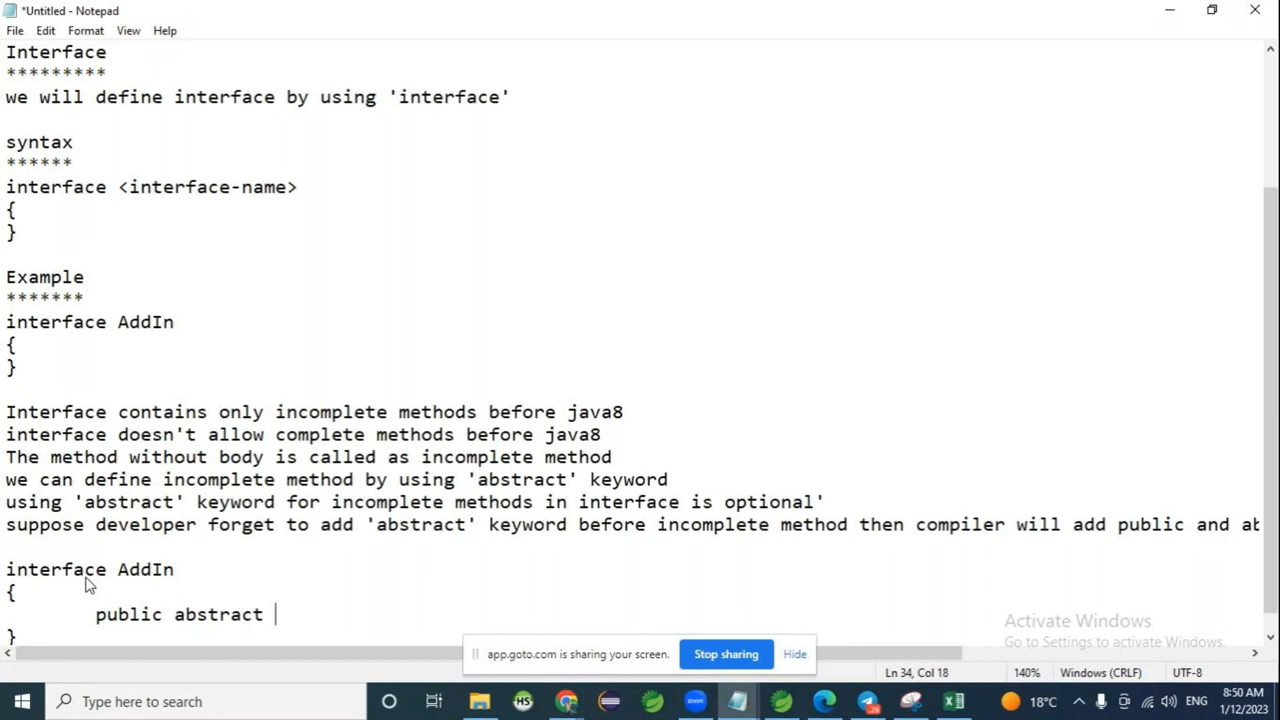 *Untitled - Notepad
File Edit Format View Help
Interface
*********
we will define interface by using 'interface'
syntax
******
interface <interface-name>
{
}
Example
*******
interface AddIn
{
}
Interface contains only incomplete methods before java8
interface doesn't allow complete methods before java8
The method without body is called as incomplete method
we can define incomplete method by using 'abstract' keyword
using 'abstract' keyword for incomplete methods in interface is optional'
suppose developer forget to add 'abstract' keyword before incomplete method then compiler will add public and ab
interface AddIn
{
public abstract
}
Activate Windows
Go to Settings to activate Windows.
app.goto.com is sharing your screen. Stop sharing Hide
Ln 34, Col 18 140% Windows (CRLF) UTF-8
Type here to search HS zoom 26 18°C ENG 8:50 AM
1/12/2023